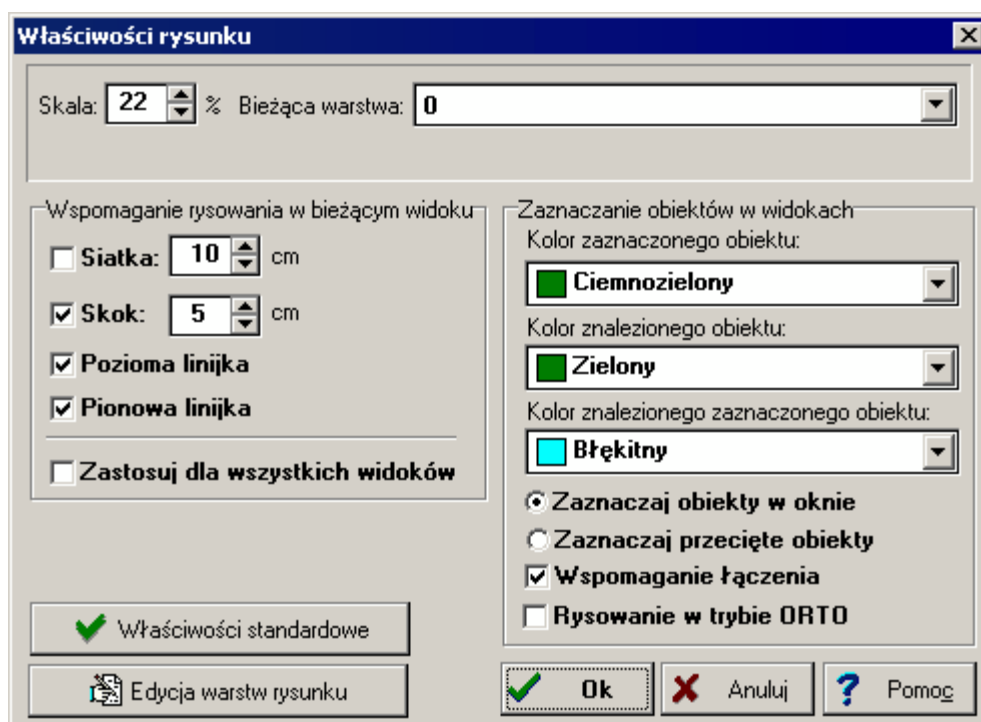 Właściwości rysunku
Skala: 22 % Bieżąca warstwa: 0
Wspomaganie rysowania w bieżącym widoku
Siatka: 10 cm
Skok: 5 cm
Pozioma linijka
Pionowa linijka
Zastosuj dla wszystkich widoków
Zaznaczanie obiektów w widokach
Kolor zaznaczonego obiektu:
Ciemnozielony
Kolor znalezionego obiektu:
Zielony
Kolor znalezionego zaznaczonego obiektu:
Błękitny
Zaznaczaj obiekty w oknie
Zaznaczaj przecięte obiekty
Wspomaganie łączenia
Rysowanie w trybie ORTO
Właściwości standardowe
Edycja warstw rysunku
Ok Anuluj Pomoc